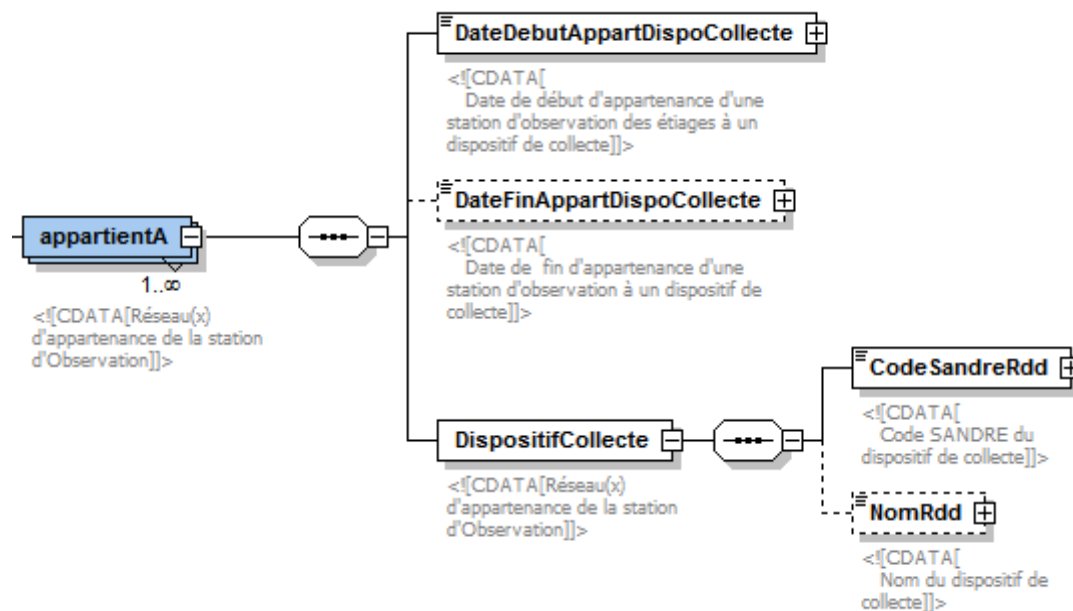 DateDebutAppartDispoCollecte
<![CDATA[
Date de début d'appartenance d'une
station d'observation des étiages à un
dispositif de collecte]]>
DateFinAppartDispoCollecte
<![CDATA[
Date de  fin d'appartenance d'une
station d'observation à un dispositif de
collecte]]>
appartientA
1..∞
<![CDATA[Réseau(x)
d'appartenance de la station
d'Observation]]>
DispositifCollecte
<![CDATA[Réseau(x)
d'appartenance de la station
d'Observation]]>
CodeSandreRdd
<![CDATA[
Code SANDRE du
dispositif de collecte]]>
NomRdd
<![CDATA[
Nom du dispositif de
collecte]]>